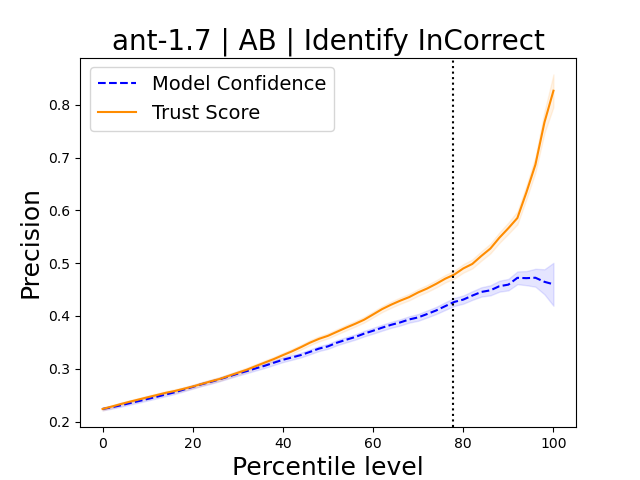 ant-1.7 | AB | Identify InCorrect
Model Confidence
Trust Score
Precision
0.8
0.7
0.6
0.5
0.4
0.3
0.2
0 20 40 60 80 100
Percentile level